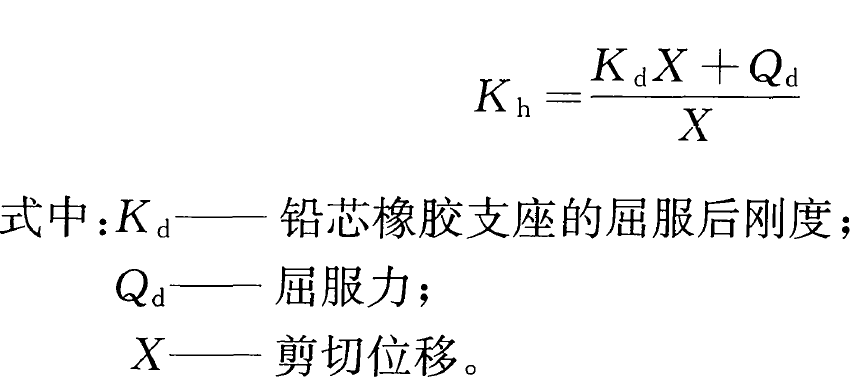 K_h = \frac{K_d X + Q_d}{X}
式中:K_d——铅芯橡胶支座的屈服后刚度;
Q_d——屈服力;
X——剪切位移。